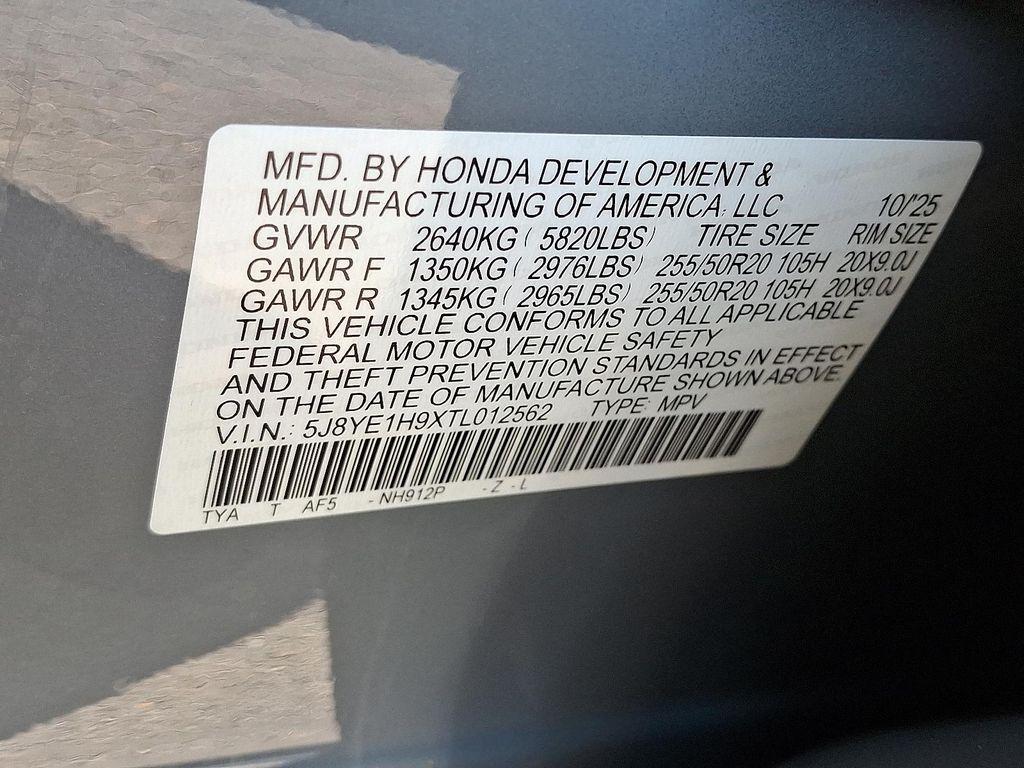 MFD. BY HONDA DEVELOPMENT &
MANUFACTURING OF AMERICA, LLC 10/'25
GVWR 2640KG ( 5820LBS) TIRE SIZE RIM SIZE
GAWR F 1350KG ( 2976LBS) 255/50R20 105H 20X9.0J
GAWR R 1345KG ( 2965LBS) 255/50R20 105H 20X9.0J
THIS VEHICLE CONFORMS TO ALL APPLICABLE
FEDERAL MOTOR VEHICLE SAFETY
AND THEFT PREVENTION STANDARDS IN EFFECT
ON THE DATE OF MANUFACTURE SHOWN ABOVE.
V.I.N.: 5J8YE1H9XTL012562 TYPE: MPV
TYA T AF5 - NH912P - Z - L